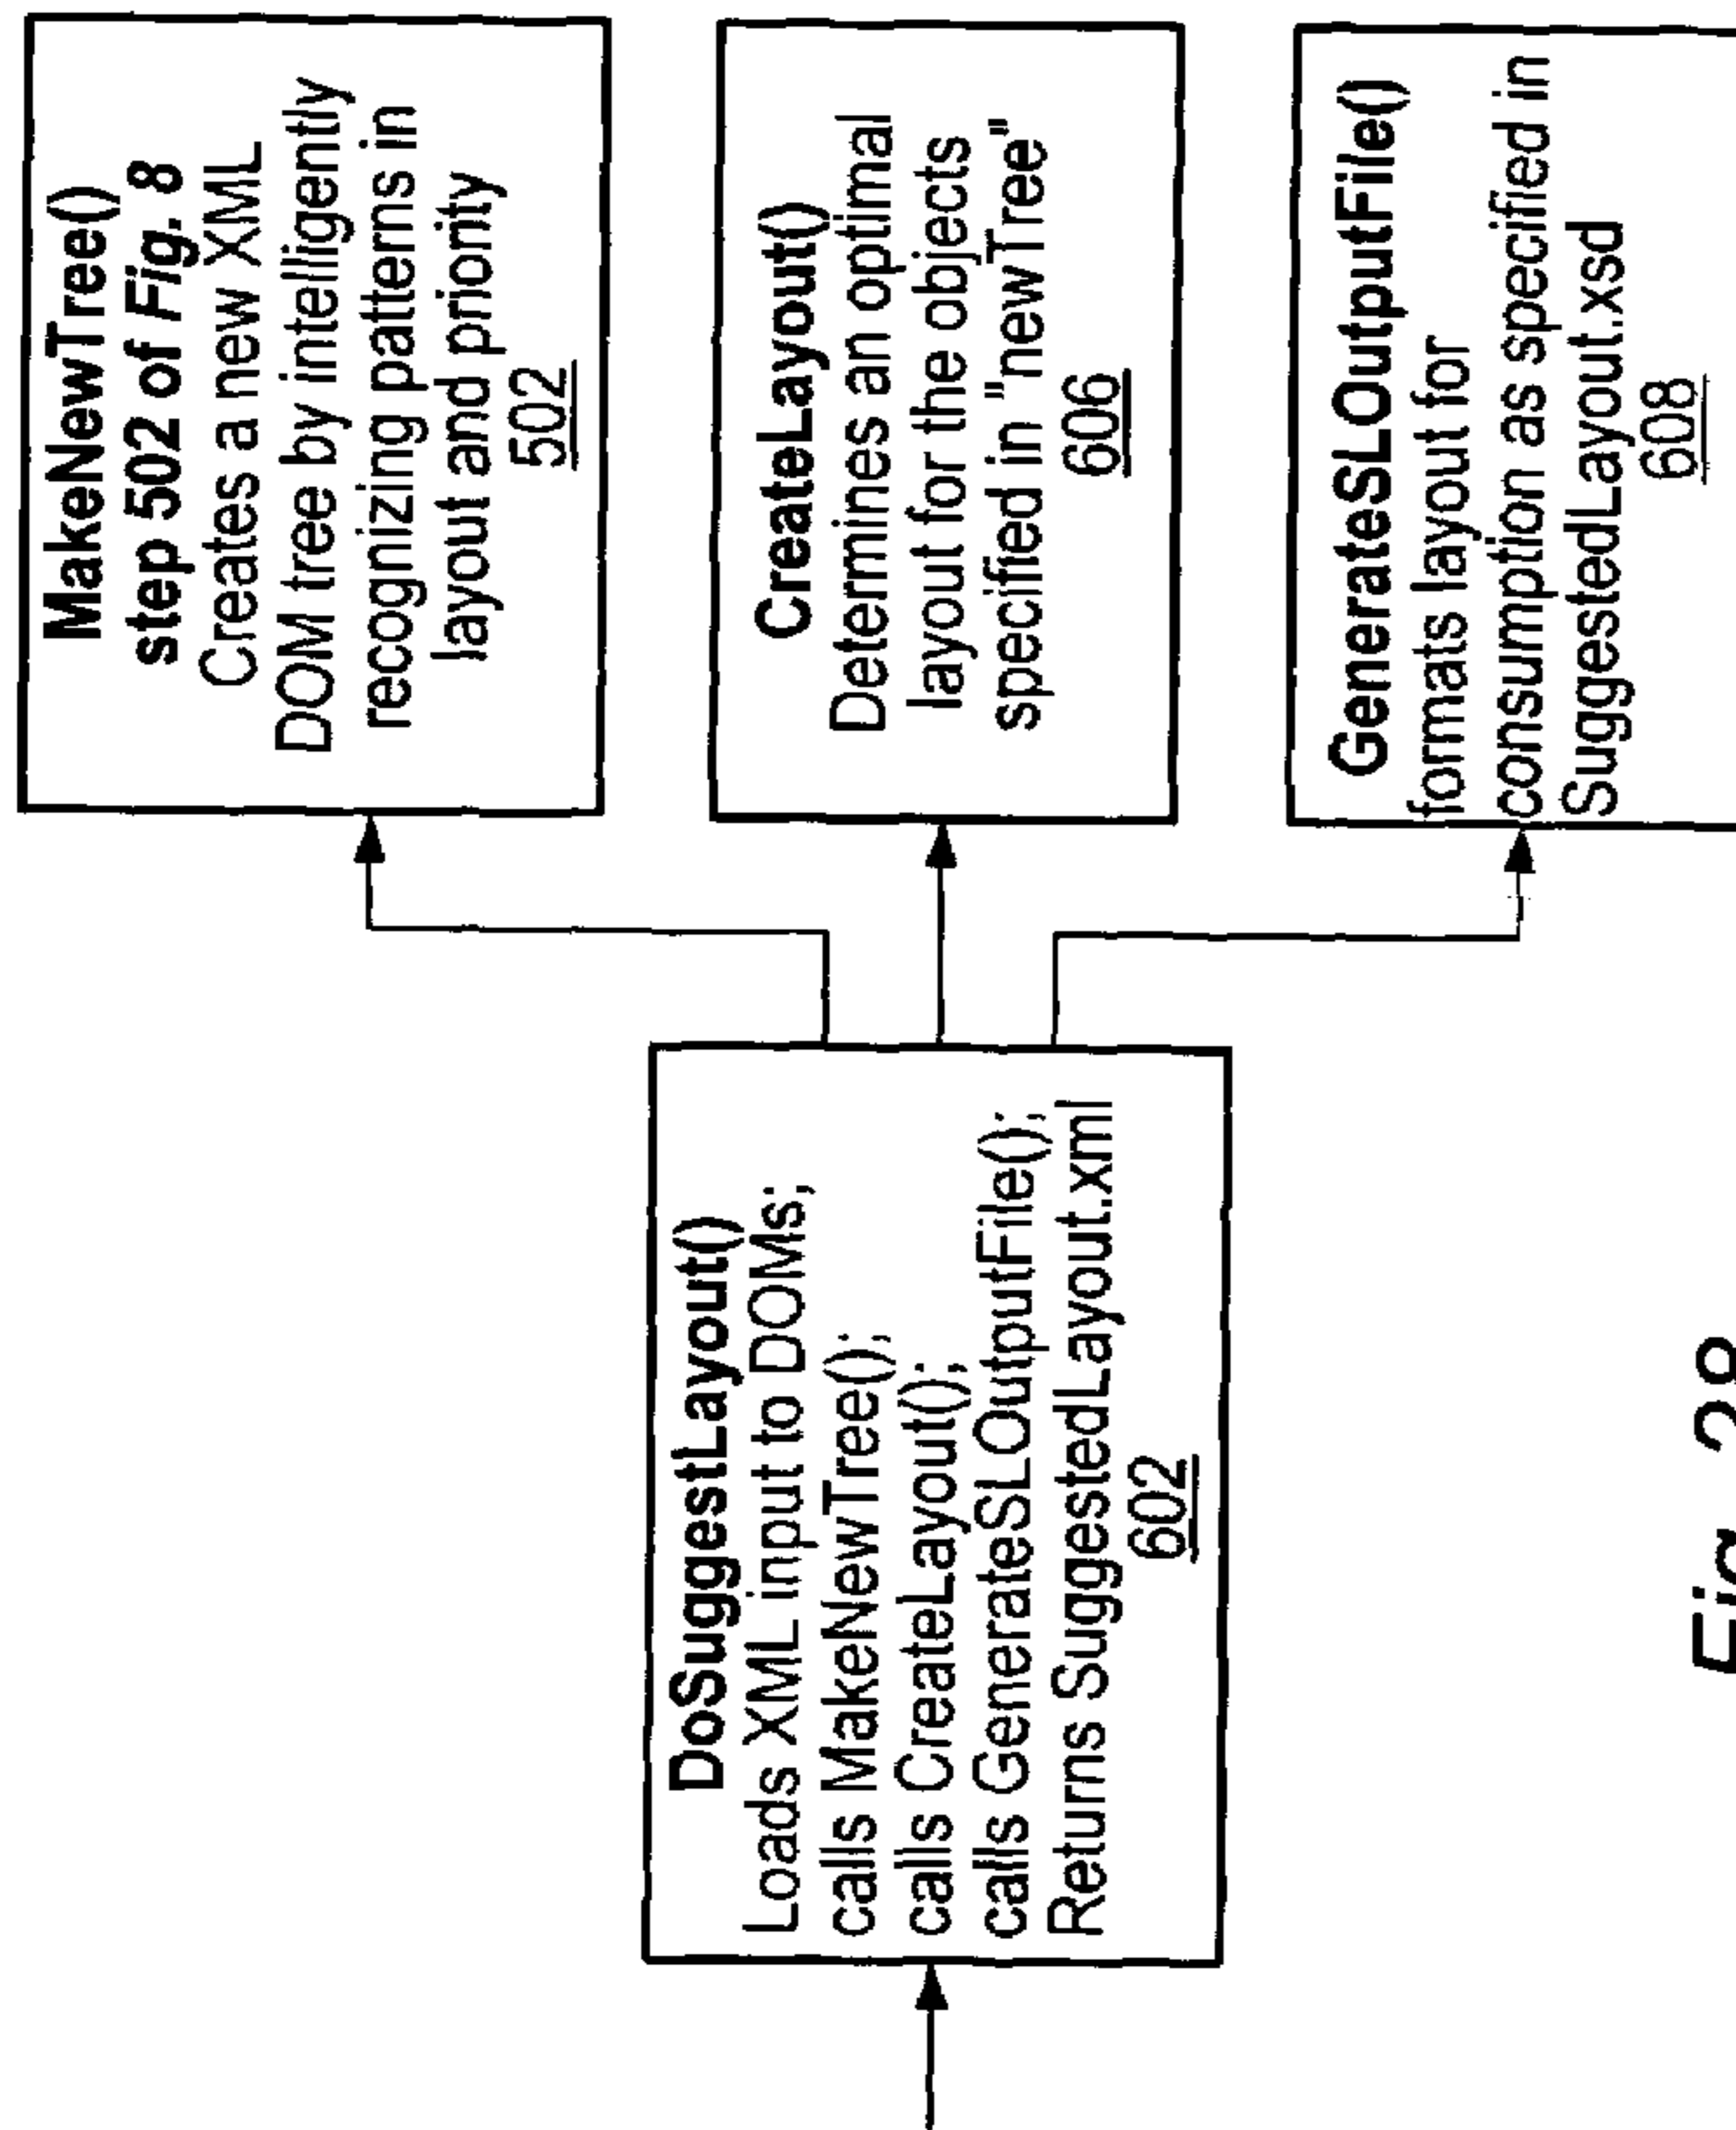 DoSuggestLayout()
Loads XML input to DOMs;
calls MakeNewTree();
calls CreateLayout();
calls GenerateSLOutputFile();
Returns SuggestedLayout.xml
602
MakeNewTree()
step 502 of Fig. 8
Creates a new XML
DOM tree by intelligently
recognizing patterns in
layout and priority
502
CreateLayout()
Determines an optimal
layout for the objects
specified in "newTree"
606
GenerateSLOutputFile()
formats layout for
consumption as specified in
SuggestedLayout.xsd
608
Fig.